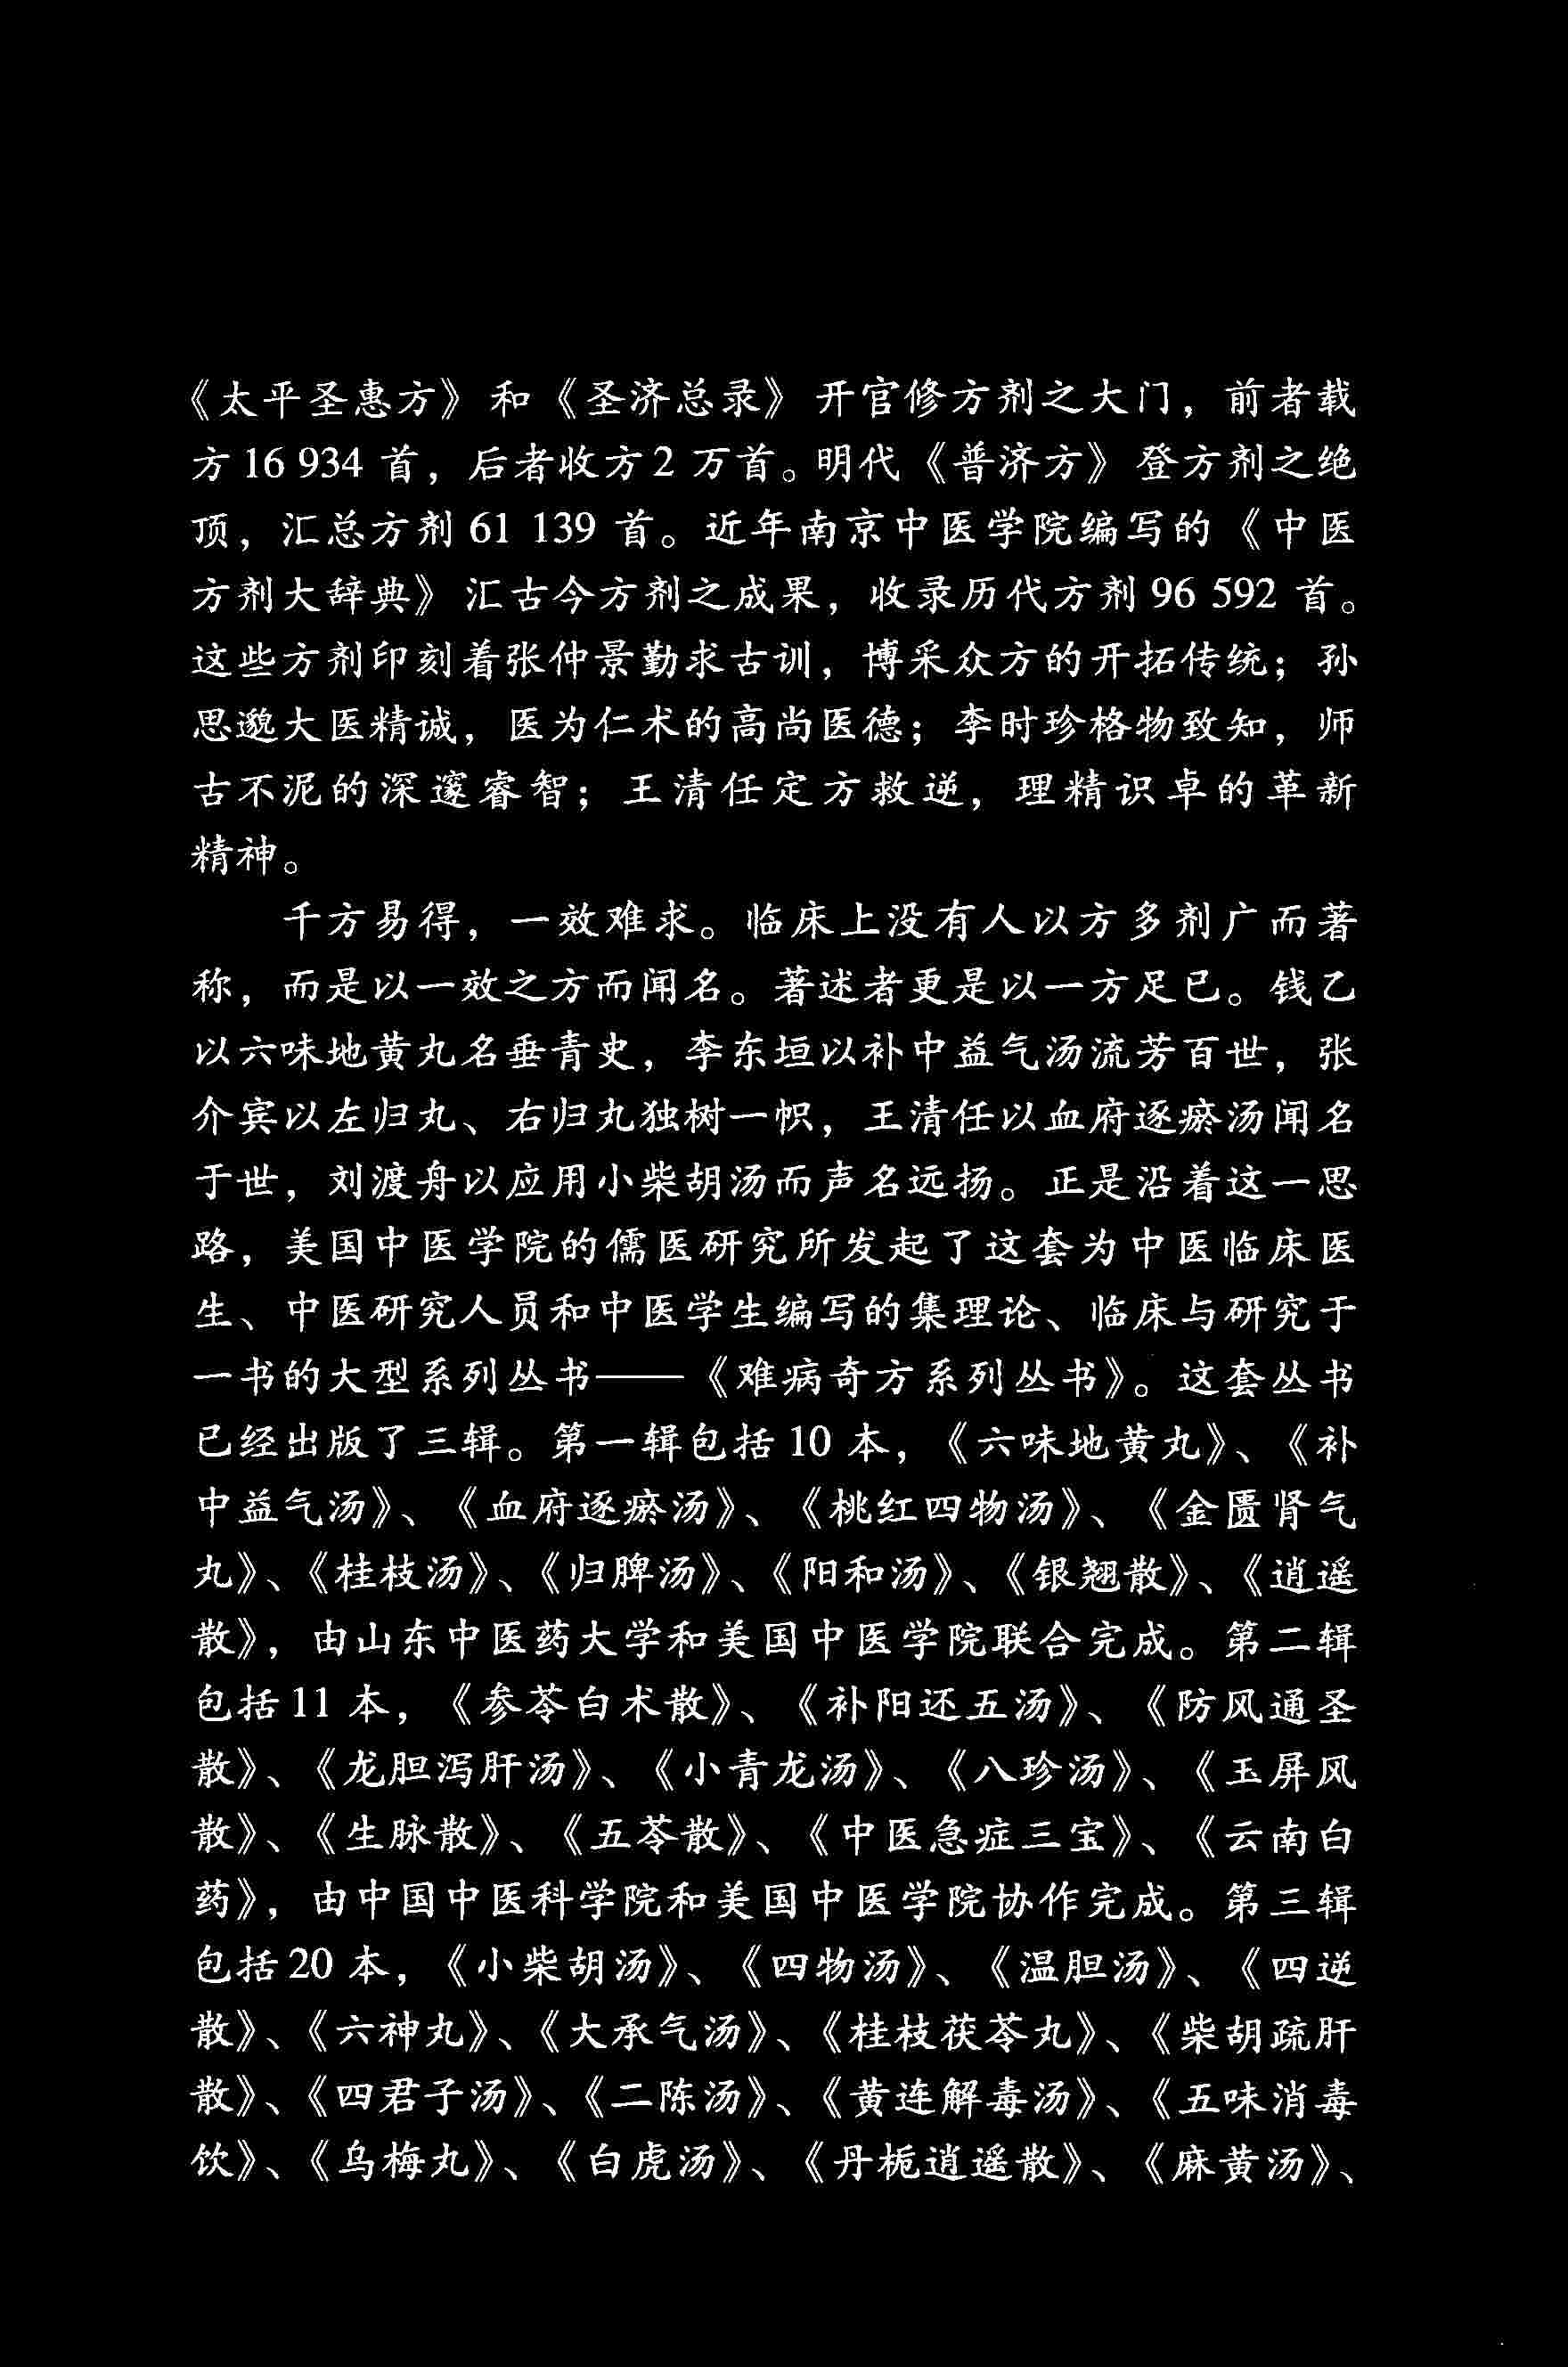 《太平圣惠方》和《圣济总录》开官修方剂之大门，前者载
方16 934 首，后者收方2 万首。明代《普济方》登方剂之绝
顶，汇总方剂 61 139 首。近年南京中医学院编写的《中医
方剂大辞典》汇古今方剂之成果，收录历代方剂 96 592 首。
这些方剂印刻着张仲景勤求古训，博采众方的开拓传统；孙
思邈大医精诚，医为仁术的高尚医德；李时珍格物致知，师
古不泥的深邃睿智；王清任定方救逆，理精识卓的革新
精神。
千方易得，一效难求。临床上没有人以方多剂广而著
称，而是以一效之方而闻名。著述者更是以一方足已。钱乙
以六味地黄丸名垂青史，李东垣以补中益气汤流芳百世，张
介宾以左归丸、右归丸独树一帜，王清任以血府逐瘀汤闻名
于世，刘渡舟以应用小柴胡汤而声名远扬。正是沿着这一思
路，美国中医学院的儒医研究所发起了这套为中医临床医
生、中医研究人员和中医学生编写的集理论、临床与研究于
一书的大型系列丛书——《难病奇方系列丛书》。这套丛书
已经出版了三辑。第一辑包括 10 本，《六味地黄丸》、《补
中益气汤》、《血府逐瘀汤》、《桃红四物汤》、《金匮肾气
丸》、《桂枝汤》、《归脾汤》、《阳和汤》、《银翘散》、《逍遥
散》，由山东中医药大学和美国中医学院联合完成。第二辑
包括 11 本，《参苓白术散》、《补阳还五汤》、《防风通圣
散》、《龙胆泻肝汤》、《小青龙汤》、《八珍汤》、《玉屏风
散》、《生脉散》、《五苓散》、《中医急症三宝》、《云南白
药》，由中国中医科学院和美国中医学院协作完成。第三辑
包括 20 本，《小柴胡汤》、《四物汤》、《温胆汤》、《四逆
散》、《六神丸》、《大承气汤》、《桂枝茯苓丸》、《柴胡疏肝
散》、《四君子汤》、《二陈汤》、《黄连解毒汤》、《五味消毒
饮》、《乌梅丸》、《白虎汤》、《丹栀逍遥散》、《麻黄汤》、